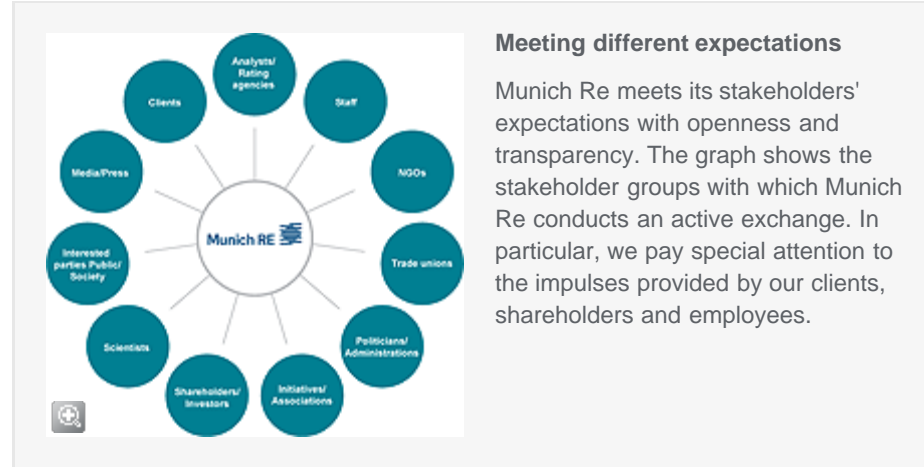 Analysts/
Rating
agencies
Staff
NGOs
Trade unions
Politicians/
Administrations
Initiatives/
Associations
Shareholders/
Investors
Scientists
Interested
parties Public/
Society
Media/Press
Clients
Munich RE
Meeting different expectations
Munich Re meets its stakeholders'
expectations with openness and
transparency. The graph shows the
stakeholder groups with which Munich
Re conducts an active exchange. In
particular, we pay special attention to
the impulses provided by our clients,
shareholders and employees.